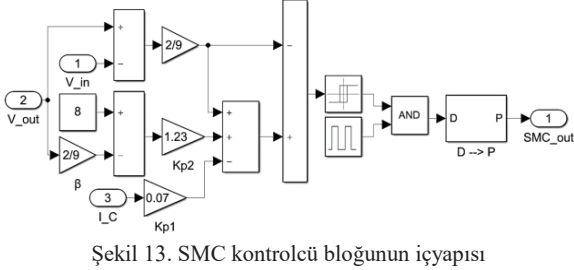 +
-
2/9
-
1
V_in
2
V_out
8
+
-
1.23
Kp2
+
+
-
+
2/9
β
3
I_C
0.07
Kp1
AND
D P
D --> P
1
SMC_out
Şekil 13. SMC kontrolcü bloğunun içyapısı